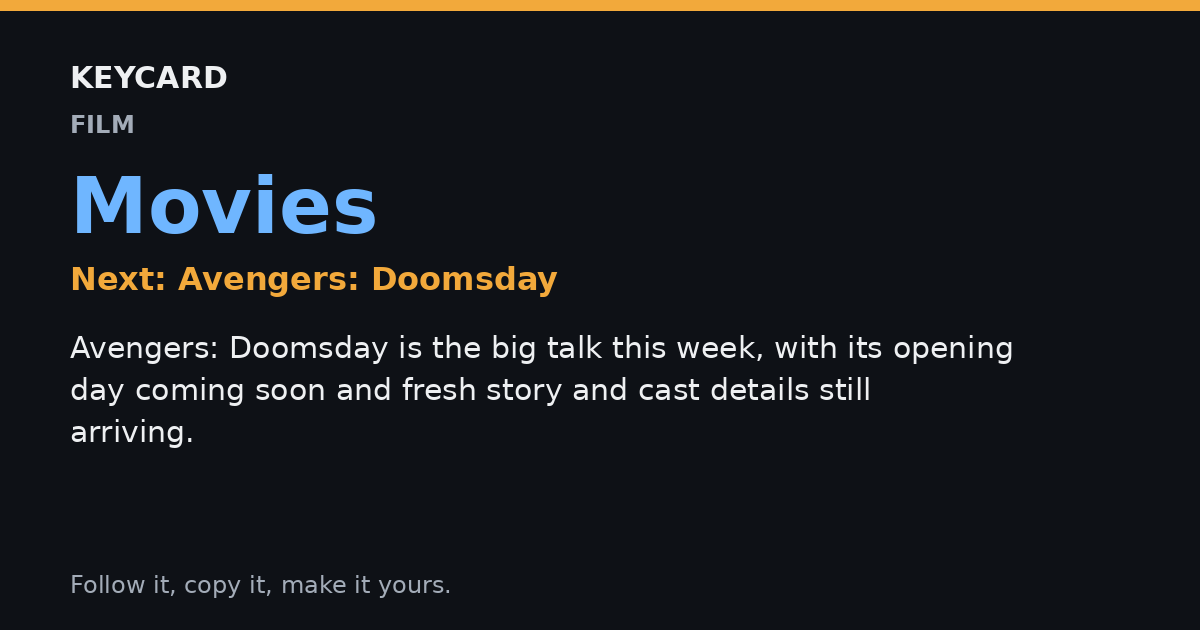 KEYCARD
FILM
Movies
Next: Avengers: Doomsday
Avengers: Doomsday is the big talk this week, with its opening
day coming soon and fresh story and cast details still
arriving.
Follow it, copy it, make it yours.